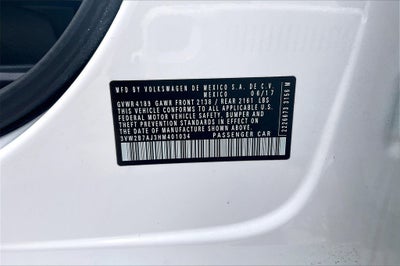 MFD BY VOLKSWAGEN DE MEXICO S.A. DE C.V.
MEXICO 06/17
GVWR 4189 GAWR FRONT 2138 / REAR 2161 LBS
THIS VEHICLE CONFORMS TO ALL APPLICABLE U.S.
FEDERAL MOTOR VEHICLE SAFETY, BUMPER AND
THEFT PREVENTION STANDARDS IN EFFECT ON
THE DATE OF MANUFACTURE SHOWN ABOVE.
3VW2B7AJ3HM401034 PASSENGER CAR
2226673 3156 M